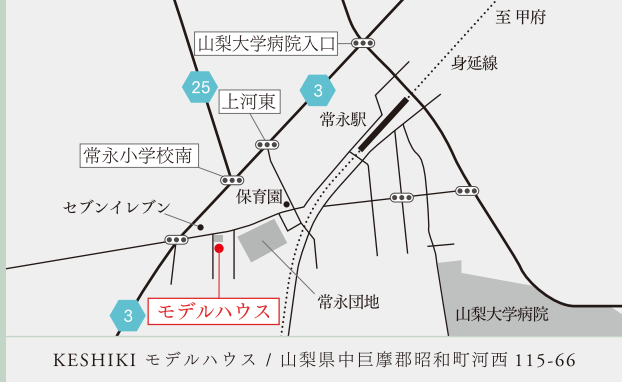 至 甲府
山梨大学病院入口
身延線
25
3
上河東
常永駅
常永小学校南
保育園
セブンイレブン
常永団地
モデルハウス
3
山梨大学病院
KESHIKI モデルハウス / 山梨県中巨摩郡昭和町河西 115-66